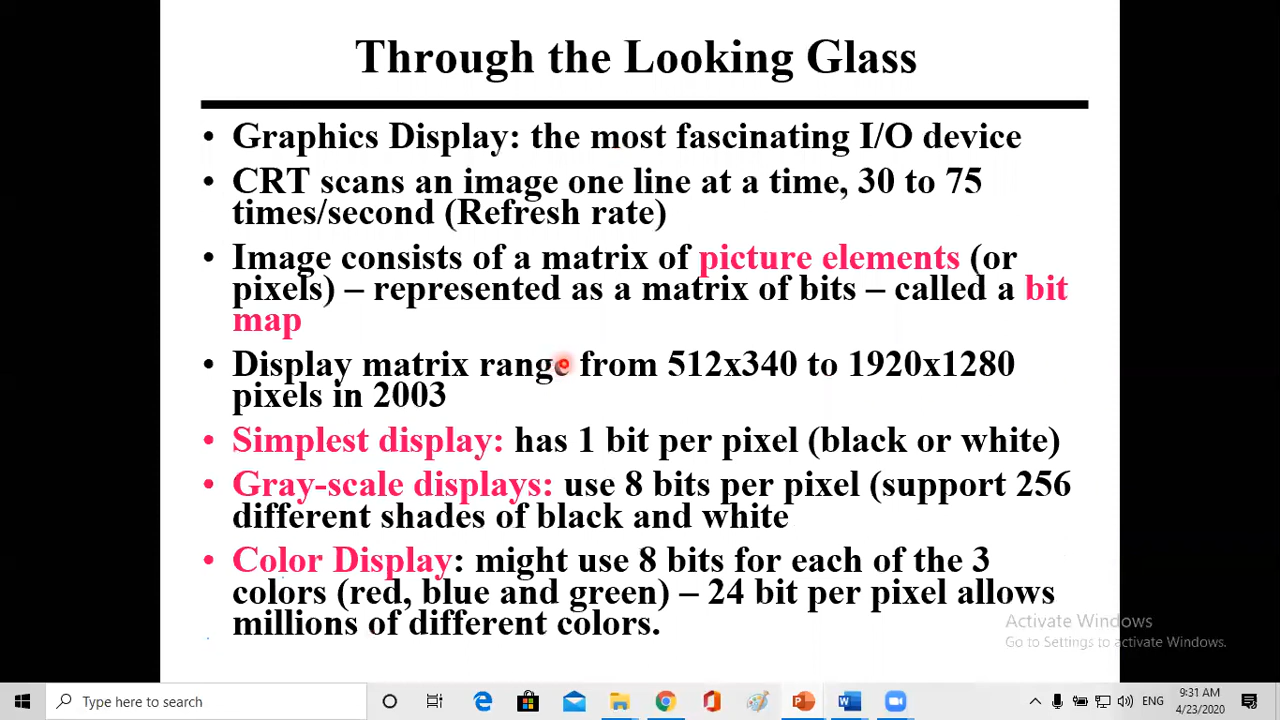 Through the Looking Glass
• Graphics Display: the most fascinating I/O device
• CRT scans an image one line at a time, 30 to 75
times/second (Refresh rate)
• Image consists of a matrix of picture elements (or
pixels) – represented as a matrix of bits – called a bit
map
• Display matrix range from 512x340 to 1920x1280
pixels in 2003
• Simplest display: has 1 bit per pixel (black or white)
• Gray-scale displays: use 8 bits per pixel (support 256
different shades of black and white
• Color Display: might use 8 bits for each of the 3
colors (red, blue and green) – 24 bit per pixel allows
millions of different colors.
Activate Windows
Go to Settings to activate Windows.
Type here to search
ENG
9:31 AM
4/23/2020